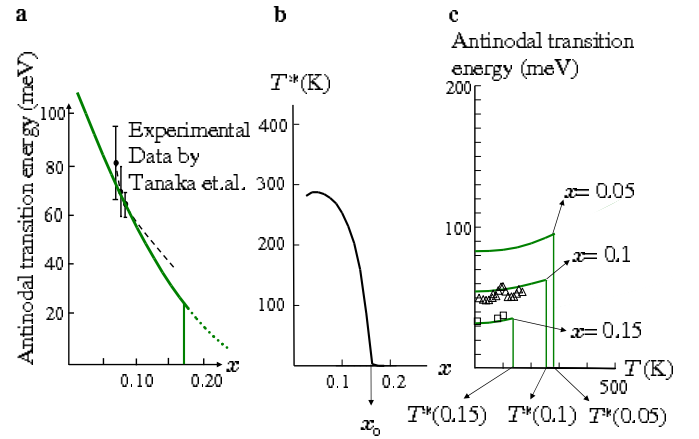 a
Antinodal transition energy (meV)
100
80
60
40
20
0.10
0.20
x
Experimental
Data by
Tanaka et.al.
b
T*(K)
400
300
200
100
0.1
0.2
x
x₀
c
Antinodal transition
energy (meV)
200
100
x= 0.05
x= 0.1
x= 0.15
T(K)
500
T*(0.15)
T*(0.1)
T*(0.05)